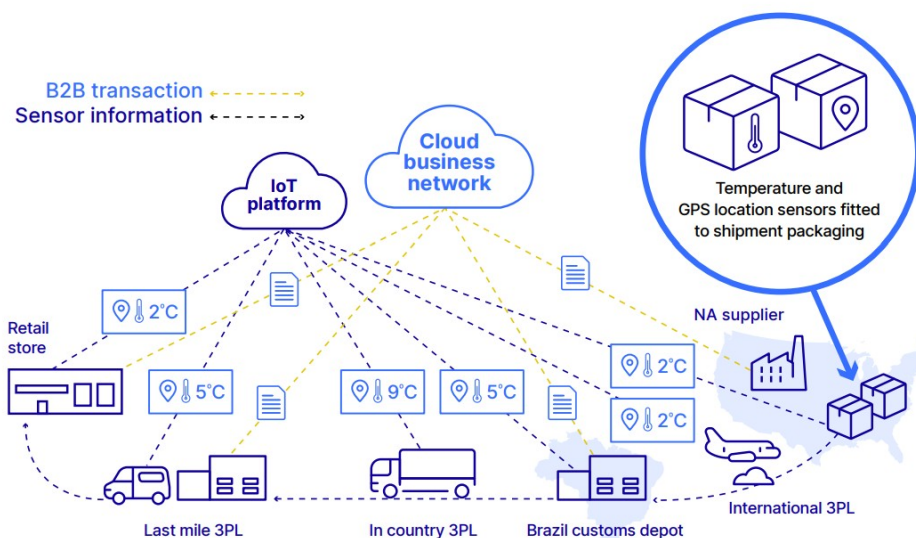 B2B transaction
Sensor information
Cloud
business
network
IoT
platform
Temperature and
GPS location sensors fitted
to shipment packaging
NA supplier
2°C
Retail
store
5°C
9°C
5°C
2°C
2°C
Last mile 3PL
In country 3PL
Brazil customs depot
International 3PL